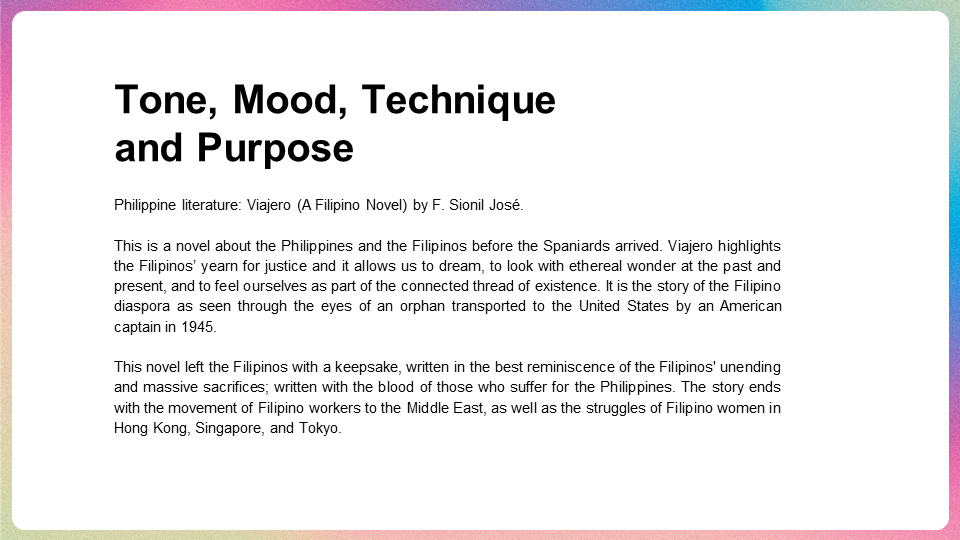 Tone, Mood, Technique
and Purpose
Philippine literature: Viajero (A Filipino Novel) by F. Sionil José.
This is a novel about the Philippines and the Filipinos before the Spaniards arrived. Viajero highlights
the Filipinos’ yearn for justice and it allows us to dream, to look with ethereal wonder at the past and
present, and to feel ourselves as part of the connected thread of existence. It is the story of the Filipino
diaspora as seen through the eyes of an orphan transported to the United States by an American
captain in 1945.
This novel left the Filipinos with a keepsake, written in the best reminiscence of the Filipinos' unending
and massive sacrifices; written with the blood of those who suffer for the Philippines. The story ends
with the movement of Filipino workers to the Middle East, as well as the struggles of Filipino women in
Hong Kong, Singapore, and Tokyo.